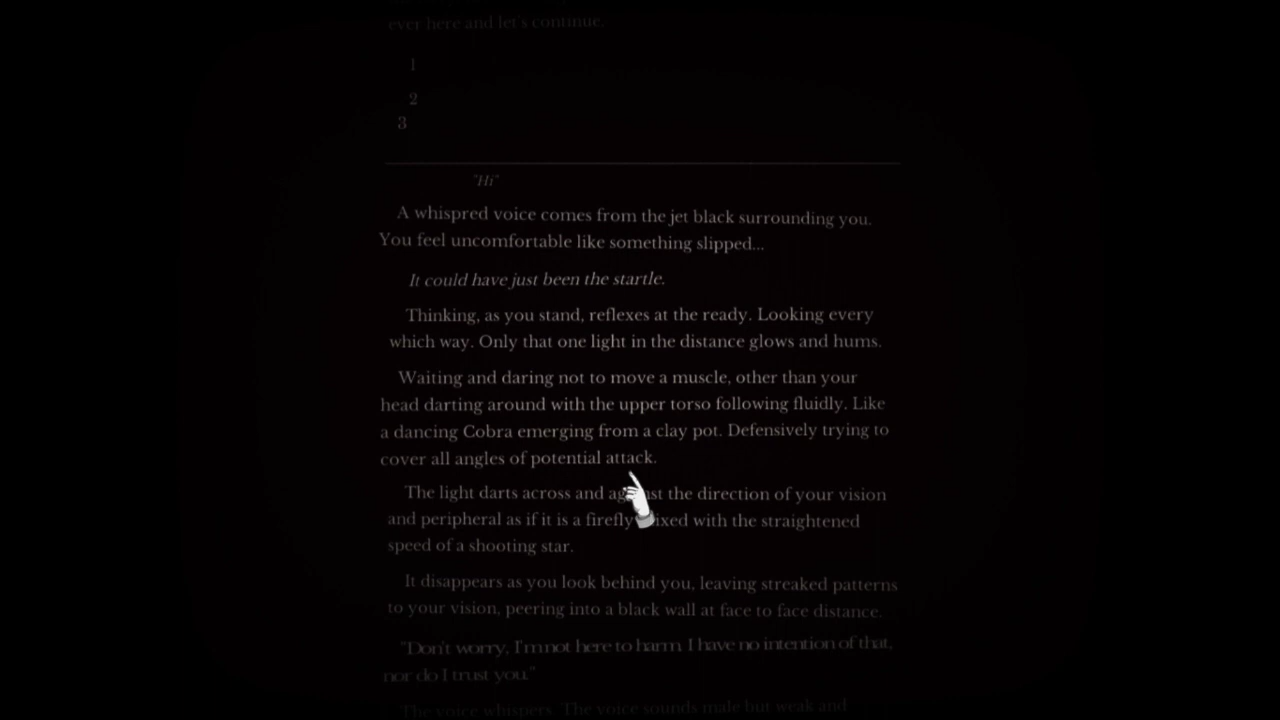 ever here and let's continue.
1
2
3
"Hi"
A whispred voice comes from the jet black surrounding you.
You feel uncomfortable like something slipped...
It could have just been the startle.
Thinking, as you stand, reflexes at the ready. Looking every
which way. Only that one light in the distance glows and hums.
Waiting and daring not to move a muscle, other than your
head darting around with the upper torso following fluidly. Like
a dancing Cobra emerging from a clay pot. Defensively trying to
cover all angles of potential attack.
The light darts across and against the direction of your vision
and peripheral as if it is a firefly mixed with the straightened
speed of a shooting star.
It disappears as you look behind you, leaving streaked patterns
to your vision, peering into a black wall at face to face distance.
"Don't worry, I'm not here to harm. I have no intention of that,
nor do I trust you."
The voice whispers. The voice sounds male but weak and